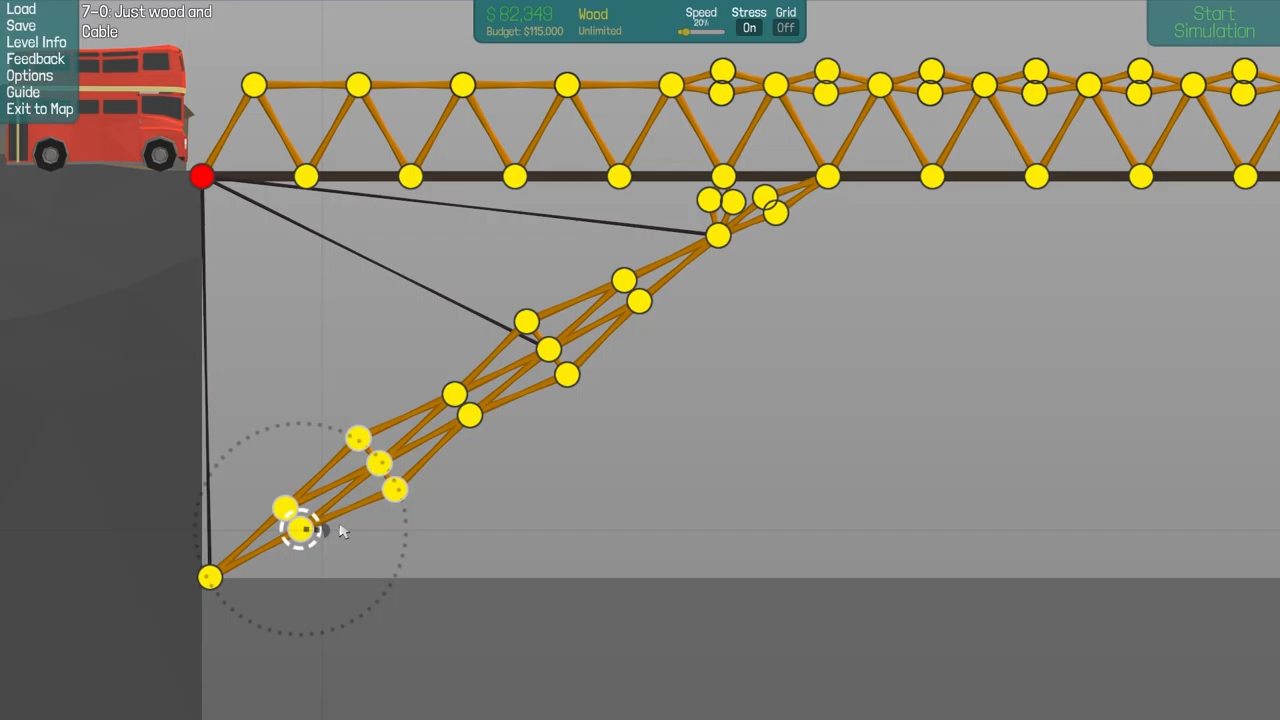 Load
Save
Level Info
Feedback
Options
Guide
Exit to Map
7-0: Just wood and
Cable
$ 82,349
Budget: $115,000
Wood
Unlimited
Speed
20%
Stress
On
Grid
Off
Start
Simulation